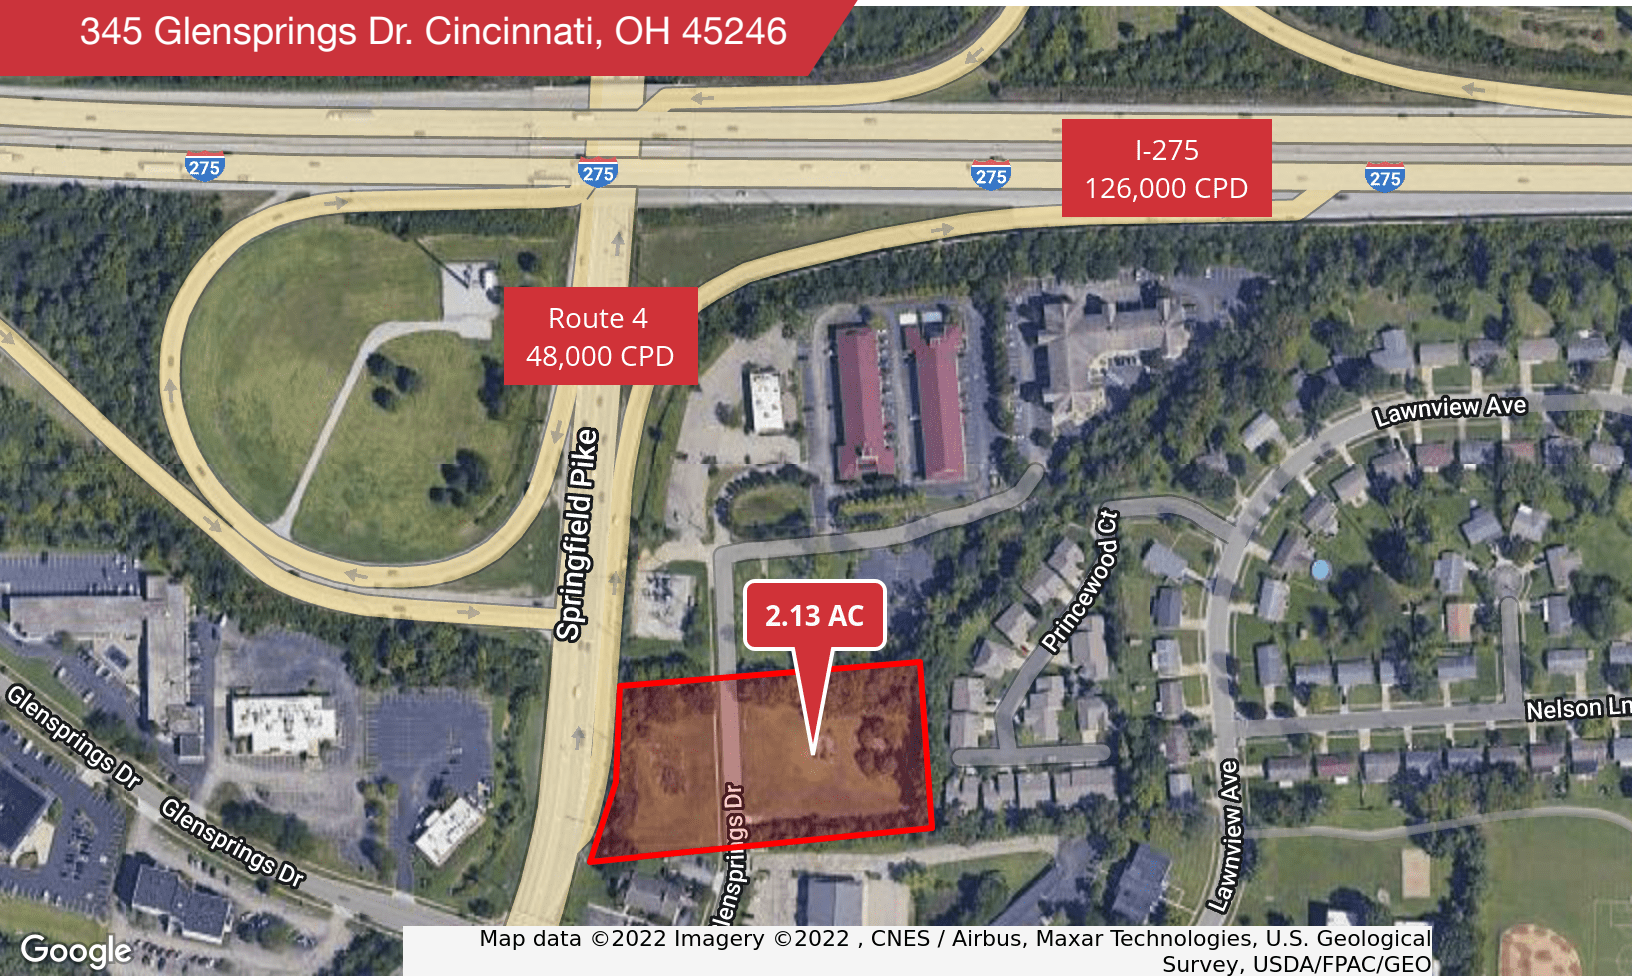 345 Glensprings Dr. Cincinnati, OH 45246
275
275
275
275
I-275
126,000 CPD
Route 4
48,000 CPD
Lawnview Ave
Springfield Pike
Princewood Ct
2.13 AC
Glensprings Dr
Nelson Ln
Glensprings Dr
lensprings Dr
Lawnview Ave
Google
Map data ©2022 Imagery ©2022 , CNES / Airbus, Maxar Technologies, U.S. Geological
Survey, USDA/FPAC/GEO